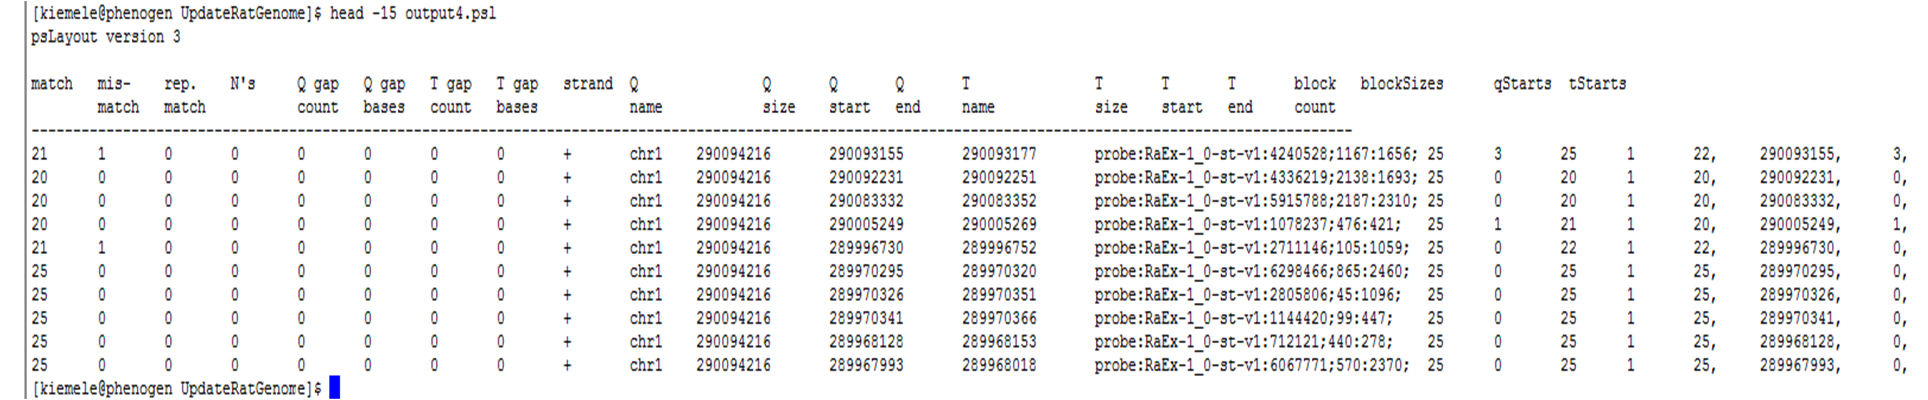 [kiemele@phenogen UpdateRatGenome]$ head -15 output4.psl
psLayout version 3
match mis- rep. N's Q gap Q gap T gap T gap strand Q Q Q Q T T T T block blockSizes qStarts tStarts
match match count bases count bases name size start end name size start end count
---------------------------------------------------------------------------------------------------------------------------------------------------------------
21 1 0 0 0 0 0 0 + chr1 290094216 290093155 290093177 probe:RaEx-1_0-st-v1:4240528;1167:1656; 25 3 25 1 22, 290093155, 3,
20 0 0 0 0 0 0 0 + chr1 290094216 290092231 290092251 probe:RaEx-1_0-st-v1:4336219;2138:1693; 25 0 20 1 20, 290092231, 0,
20 0 0 0 0 0 0 0 + chr1 290094216 290083332 290083352 probe:RaEx-1_0-st-v1:5915788;2187:2310; 25 0 20 1 20, 290083332, 0,
20 0 0 0 0 0 0 0 + chr1 290094216 290005249 290005269 probe:RaEx-1_0-st-v1:1078237;476:421; 25 1 21 1 20, 290005249, 1,
21 1 0 0 0 0 0 0 + chr1 290094216 289996730 289996752 probe:RaEx-1_0-st-v1:2711146;105:1059; 25 0 22 1 22, 289996730, 0,
25 0 0 0 0 0 0 0 + chr1 290094216 289970295 289970320 probe:RaEx-1_0-st-v1:6298466;865:2460; 25 0 25 1 25, 289970295, 0,
25 0 0 0 0 0 0 0 + chr1 290094216 289970326 289970351 probe:RaEx-1_0-st-v1:2805806;45:1096; 25 0 25 1 25, 289970326, 0,
25 0 0 0 0 0 0 0 + chr1 290094216 289970341 289970366 probe:RaEx-1_0-st-v1:1144420;99:447; 25 0 25 1 25, 289970341, 0,
25 0 0 0 0 0 0 0 + chr1 290094216 289968128 289968153 probe:RaEx-1_0-st-v1:712121;440:278; 25 0 25 1 25, 289968128, 0,
25 0 0 0 0 0 0 0 + chr1 290094216 289967993 289968018 probe:RaEx-1_0-st-v1:6067771;570:2370; 25 0 25 1 25, 289967993, 0,
[kiemele@phenogen UpdateRatGenome]$